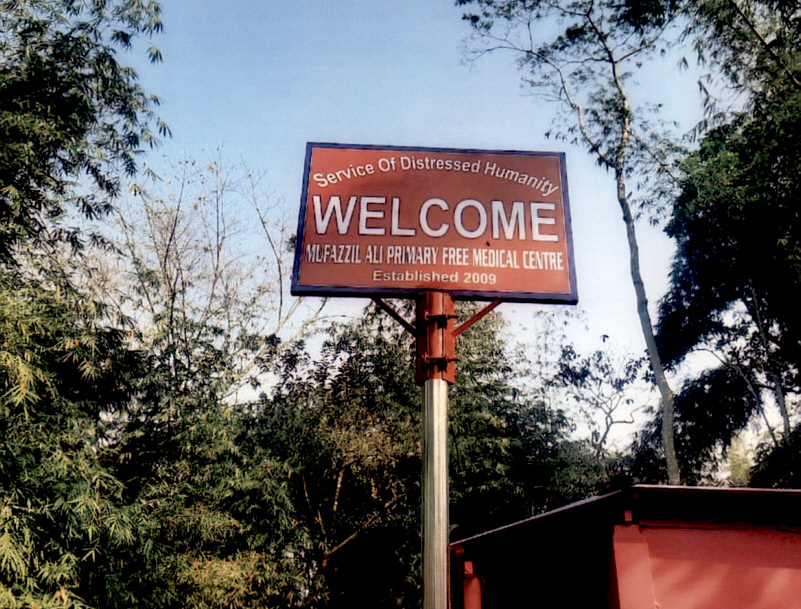 Service Of Distressed Humanity
WELCOME
MUFAZZIL ALI PRIMARY FREE MEDICAL CENTRE
Established 2009